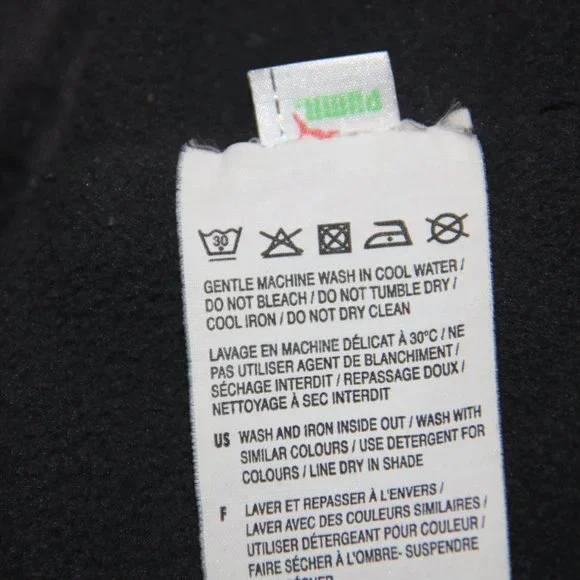 PUMA
30
GENTLE MACHINE WASH IN COOL WATER /
DO NOT BLEACH / DO NOT TUMBLE DRY /
COOL IRON / DO NOT DRY CLEAN
LAVAGE EN MACHINE DÉLICAT À 30°C / NE
PAS UTILISER AGENT DE BLANCHIMENT /
SÉCHAGE INTERDIT / REPASSAGE DOUX /
NETTOYAGE À SEC INTERDIT
US WASH AND IRON INSIDE OUT / WASH WITH
SIMILAR COLOURS / USE DETERGENT FOR
COLOURS / LINE DRY IN SHADE
F LAVER ET REPASSER À L'ENVERS /
LAVER AVEC DES COULEURS SIMILAIRES /
UTILISER DÉTERGENT POUR COULEUR /
FAIRE SÉCHER À L'OMBRE- SUSPENDRE
SÉCHER